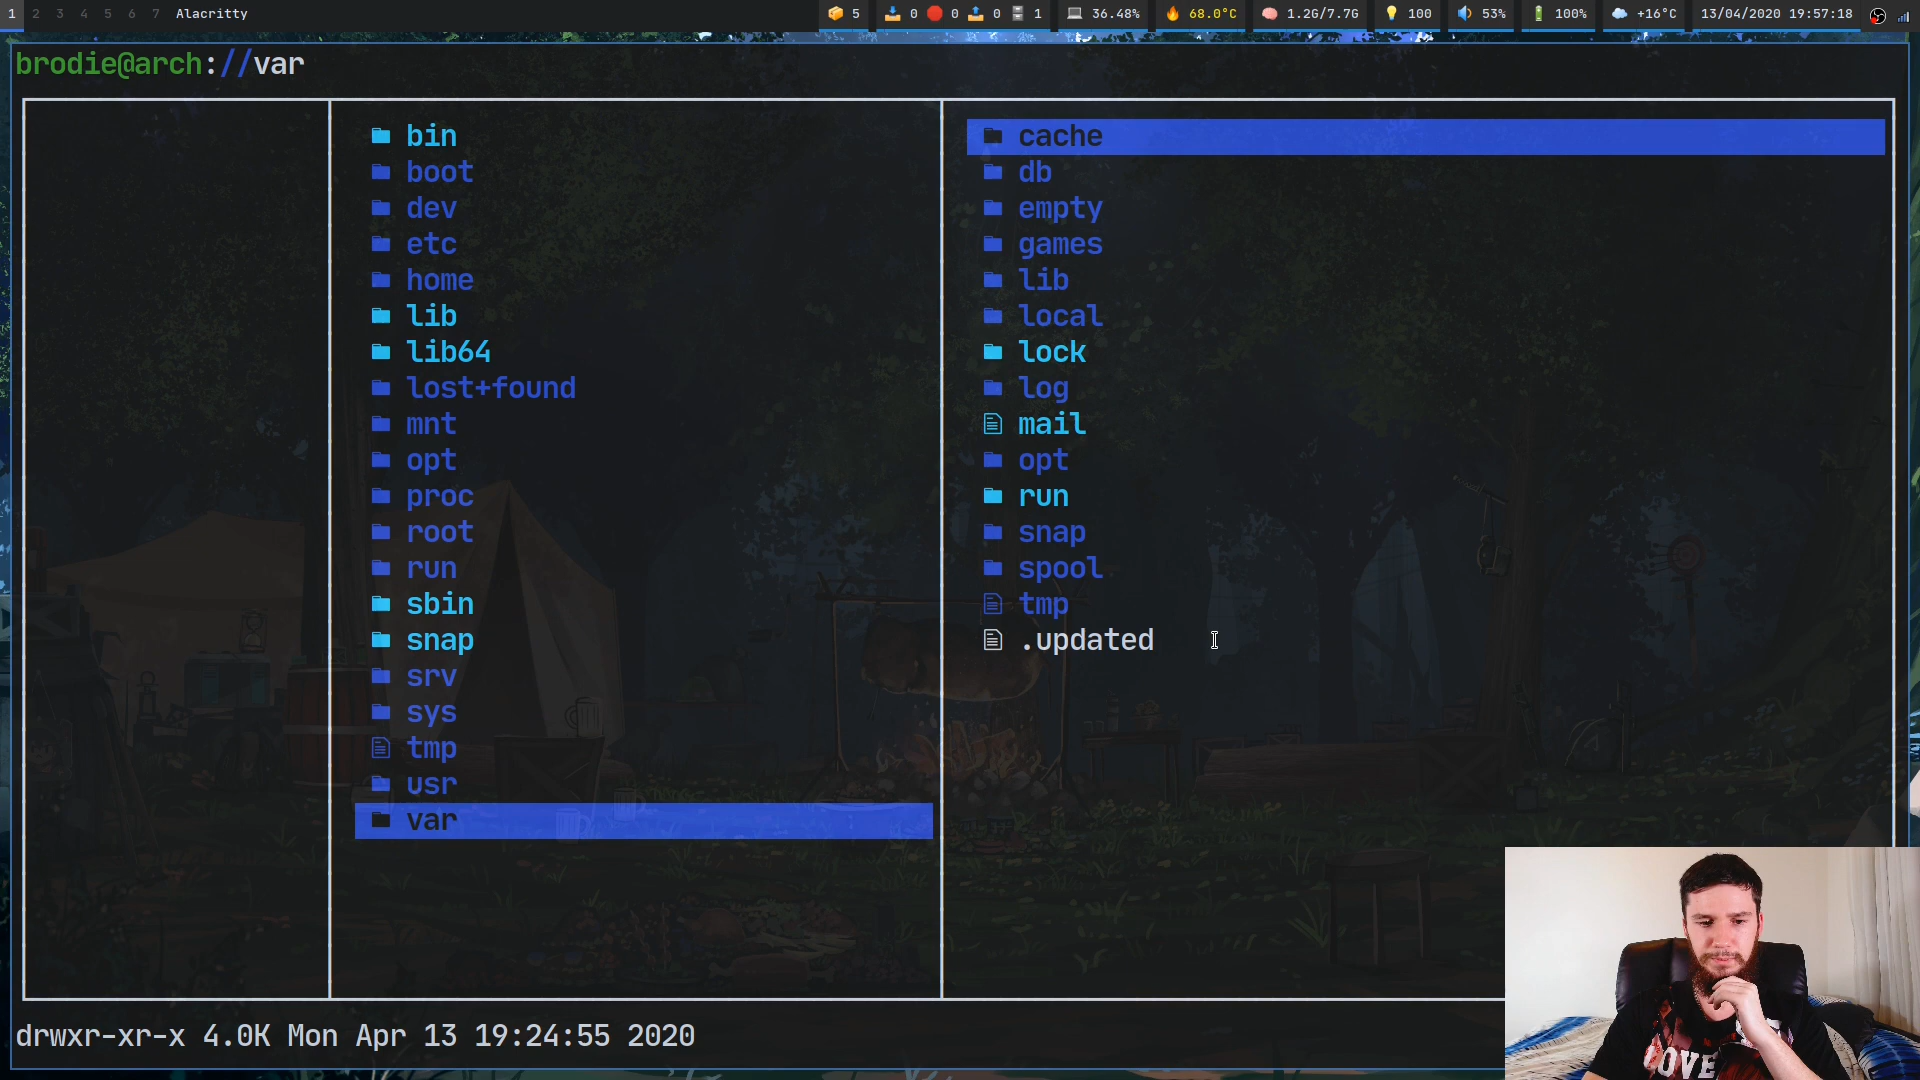 1 2 3 4 5 6 7 Alacritty 5 0 0 0 1 36.48% 68.0°C 1.2G/7.7G 100 53% 100% +16°C 13/04/2020 19:57:18
brodie@arch://var
bin
boot
dev
etc
home
lib
lib64
lost+found
mnt
opt
proc
root
run
sbin
snap
srv
sys
tmp
usr
var
cache
db
empty
games
lib
local
lock
log
mail
opt
run
snap
spool
tmp
.updated
drwxr-xr-x 4.0K Mon Apr 13 19:24:55 2020